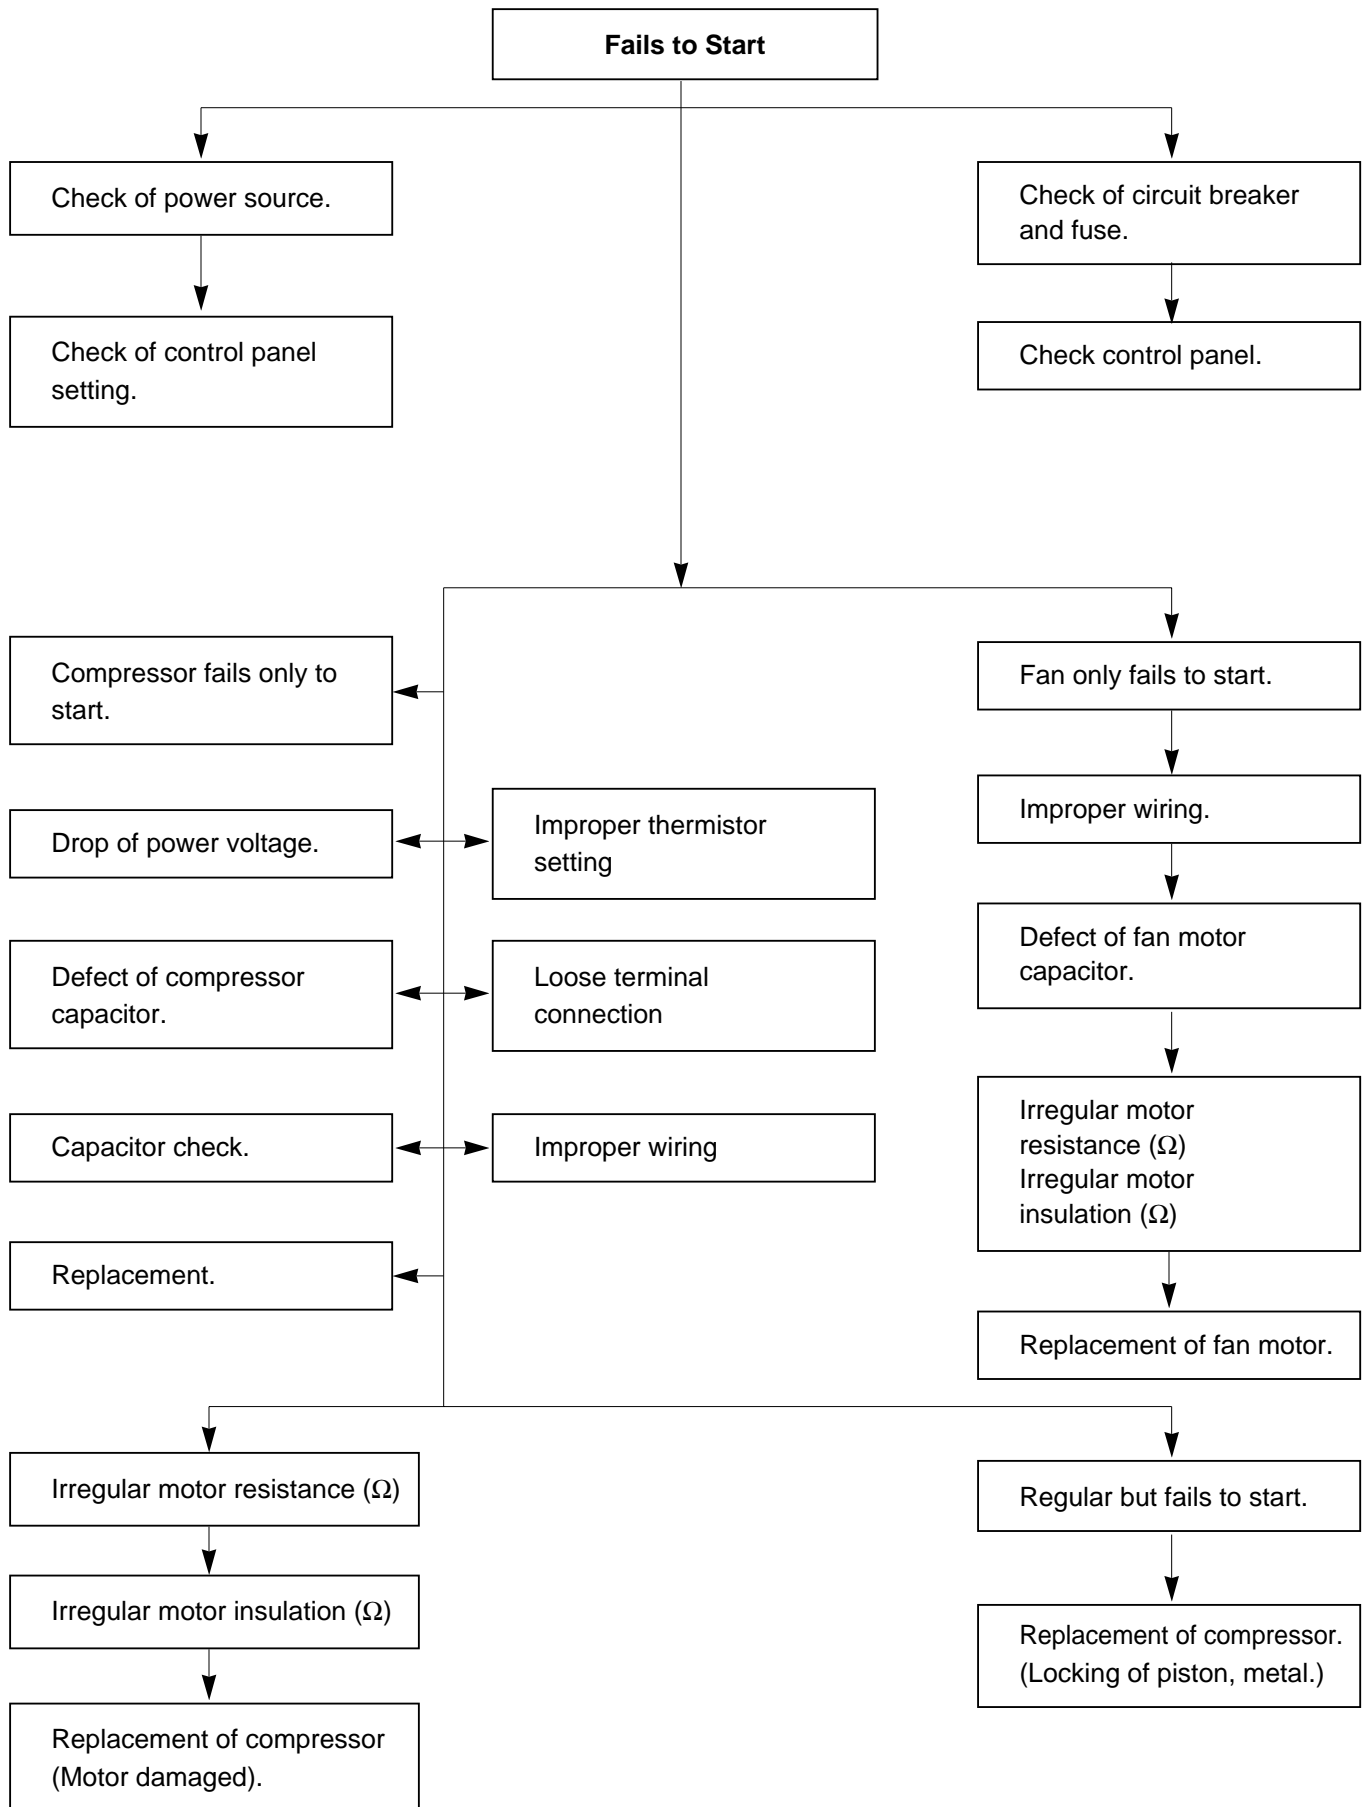 Fails to Start
Check of power source.
Check of circuit breaker
and fuse.
Check of control panel
setting.
Check control panel.
Compressor fails only to
start.
Fan only fails to start.
Drop of power voltage.
Improper thermistor
setting
Improper wiring.
Defect of compressor
capacitor.
Loose terminal
connection
Defect of fan motor
capacitor.
Capacitor check.
Improper wiring
Irregular motor
resistance (Ω)
Irregular motor
insulation (Ω)
Replacement.
Replacement of fan motor.
Irregular motor resistance (Ω)
Regular but fails to start.
Irregular motor insulation (Ω)
Replacement of compressor.
(Locking of piston, metal.)
Replacement of compressor
(Motor damaged).